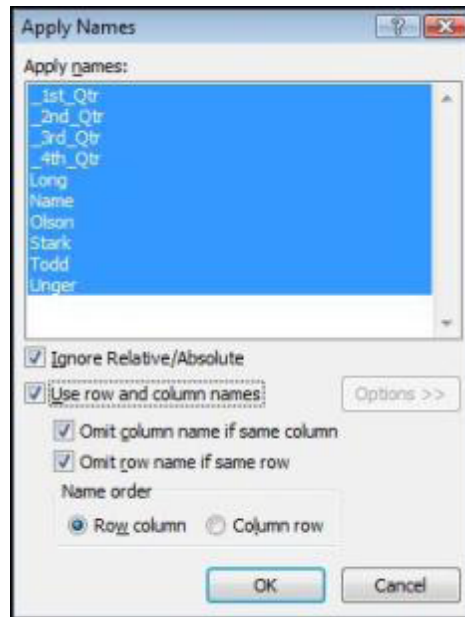 Apply Names
Apply names:
_1st_Qtr
_2nd_Qtr
_3rd_Qtr
_4th_Qtr
Long
Name
Olson
Stark
Todd
Unger
Ignore Relative/Absolute
Use row and column names
Options >>
Omit column name if same column
Omit row name if same row
Name order
Row column
Column row
OK
Cancel